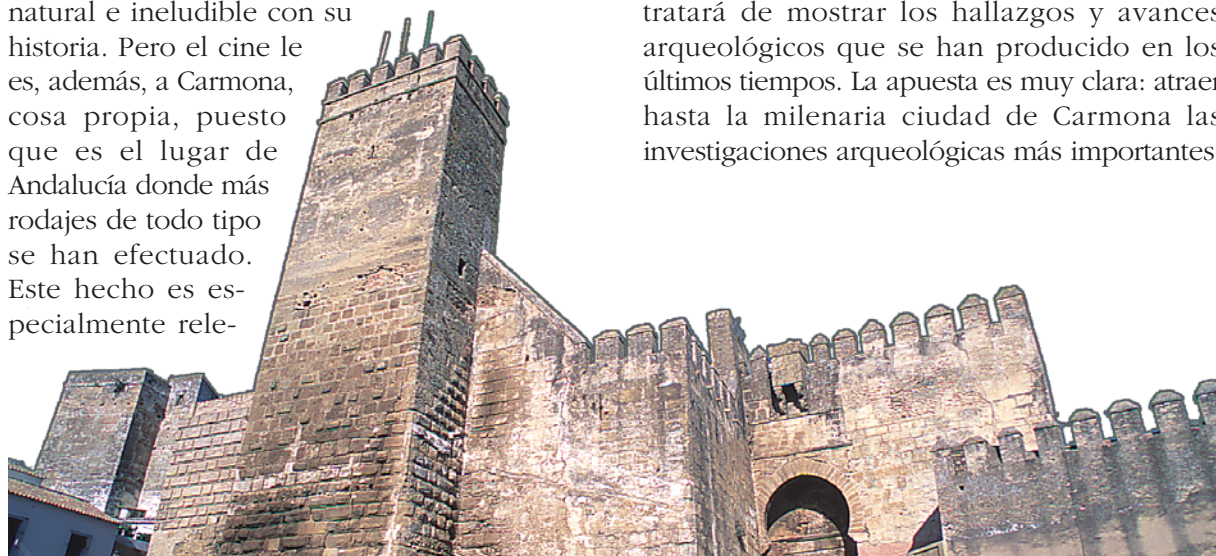 natural e ineludible con su
historia. Pero el cine le
es, además, a Carmona,
cosa propia, puesto
que es el lugar de
Andalucía donde más
rodajes de todo tipo
se han efectuado.
Este hecho es es-
pecialmente rele-
tratará de mostrar los hallazgos y avances
arqueológicos que se han producido en los
últimos tiempos. La apuesta es muy clara: atraer
hasta la milenaria ciudad de Carmona las
investigaciones arqueológicas más importantes